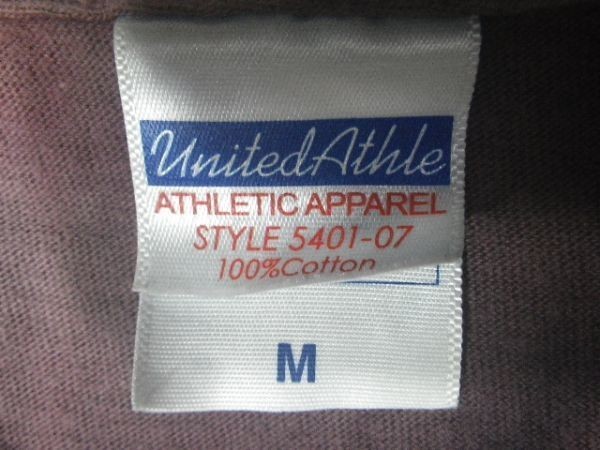 UnitedAthle
ATHLETIC APPAREL
STYLE 5401-07
100%Cotton
M